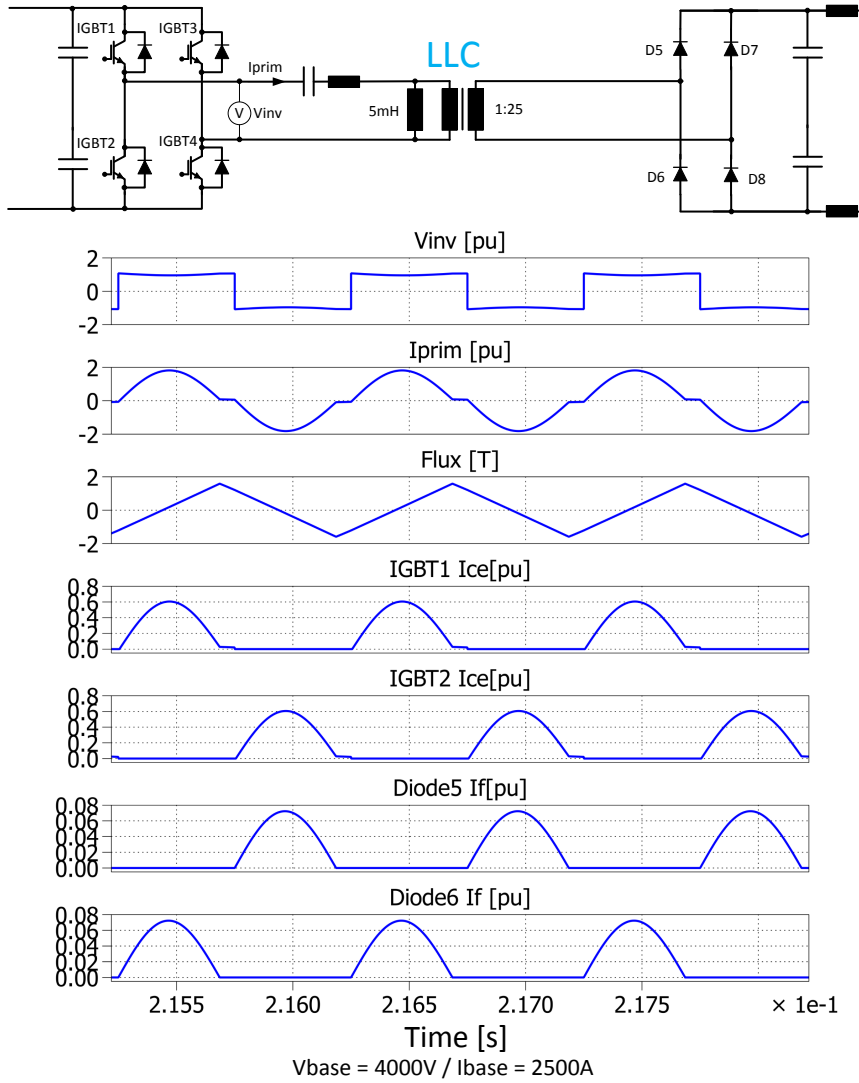 IGBT1
IGBT3
Iprim
LLC
D5
D7
V
Vinv
5mH
1:25
IGBT2
IGBT4
D6
D8
Vinv [pu]
2
0
-2
Iprim [pu]
2
0
-2
Flux [T]
2
0
-2
IGBT1 Ice[pu]
0.8
0.6
0.4
0.2
0.0
IGBT2 Ice[pu]
0.8
0.6
0.4
0.2
0.0
Diode5 If[pu]
0.08
0.06
0.04
0.02
0.00
Diode6 If [pu]
0.08
0.06
0.04
0.02
0.00
2.155 2.160 2.165 2.170 2.175 × 1e-1
Time [s]
Vbase = 4000V / Ibase = 2500A